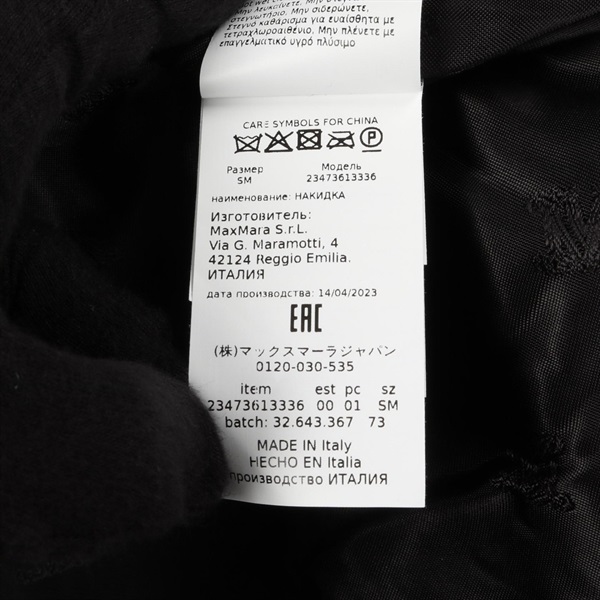 Μην λευκαίνετε. Μην σιδερώνετε.
στεγνωτήριο. Μην στεγνώνετε
Στεγνό καθάρισμα για ευαίσθητα με
τετραχλωροαιθένιο. Μην πλένετε με
επαγγελματικό υγρό πλύσιμο
CARE SYMBOLS FOR CHINA
P
Размер Модель
SM 23473613336
наименование: НАКИДКА
Изготовитель:
MaxMara S.r.L.
Via G. Maramotti, 4
42124 Reggio Emilia.
ИТАЛИЯ
дата производства: 14/04/2023
EAC
(株)マックスマーラジャパン
0120-030-535
item est pc sz
23473613336 00 01 SM
batch: 32.643.367 73
MADE IN Italy
HECHO EN Italia
производство ИТАЛИЯ
M